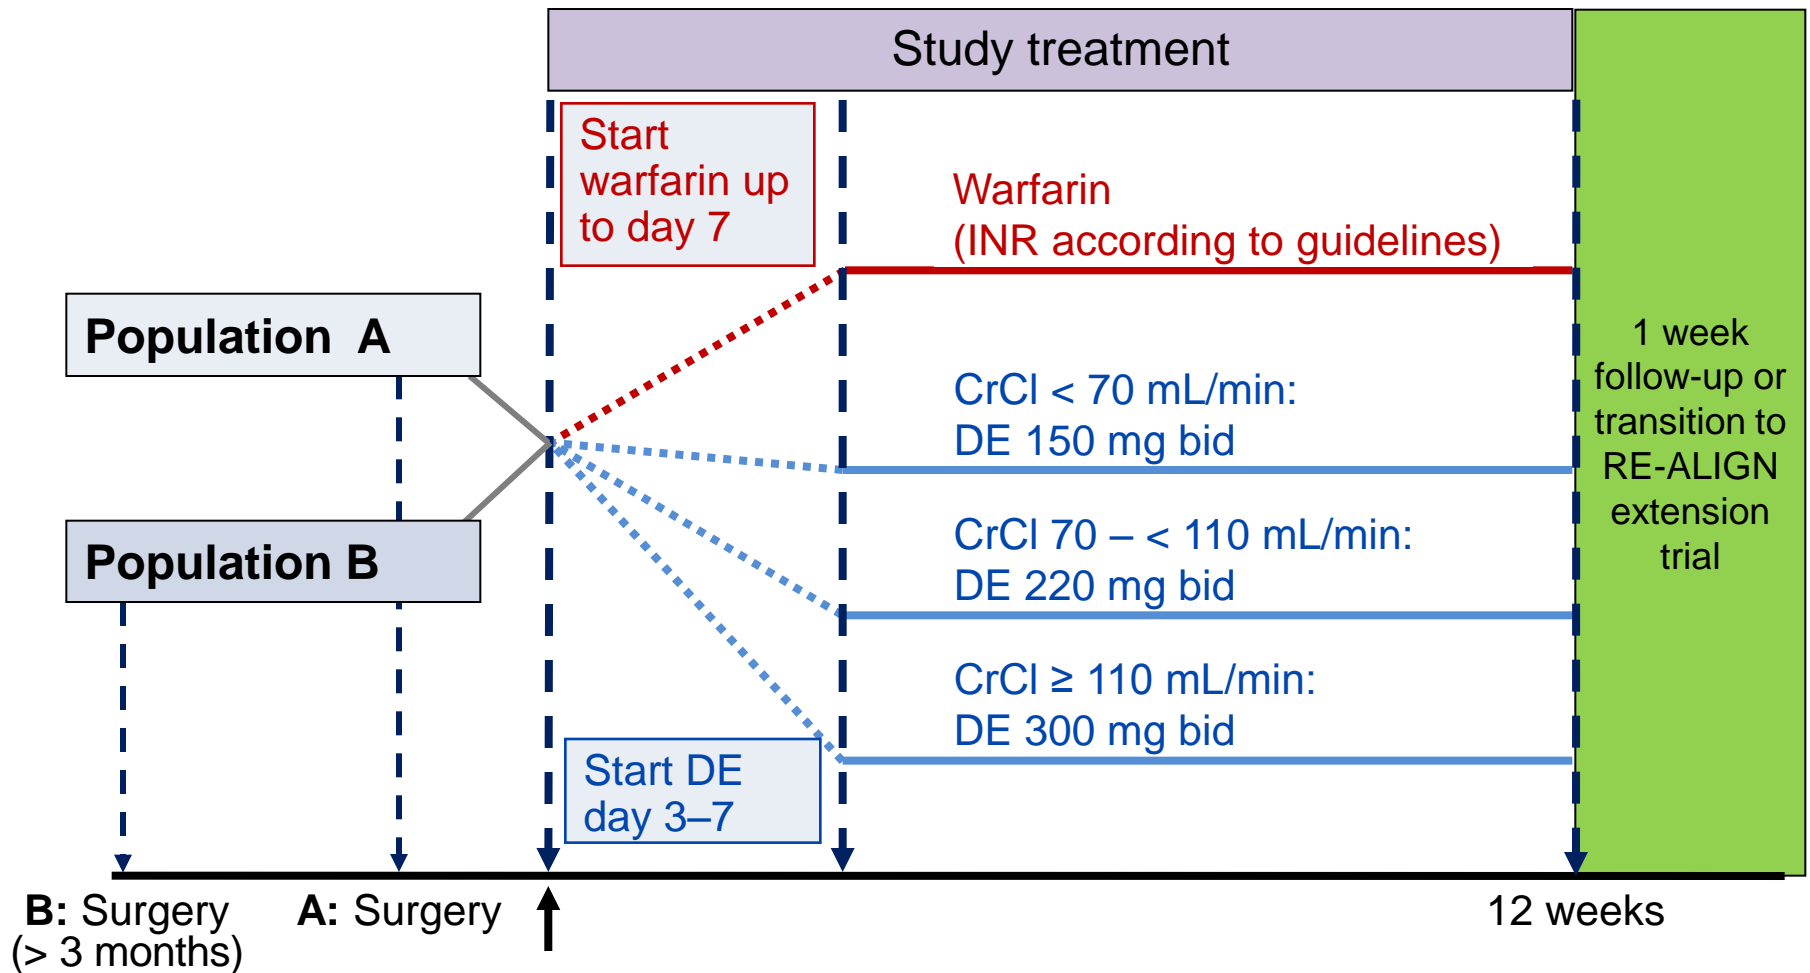 Study treatment
Start
warfarin up
to day 7
Warfarin
(INR according to guidelines)
Population A
Population B
CrCl < 70 mL/min:
DE 150 mg bid
CrCl 70 – < 110 mL/min:
DE 220 mg bid
CrCl ≥ 110 mL/min:
DE 300 mg bid
Start DE
day 3–7
1 week
follow-up or
transition to
RE-ALIGN
extension
trial
B: Surgery
(> 3 months)
A: Surgery
12 weeks